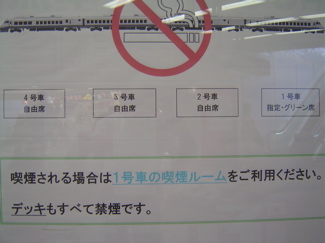 4号車
自由席
3号車
自由席
2号車
自由席
1号車
指定・グリーン席
喫煙される場合は1号車の喫煙ルームをご利用ください。
デッキもすべて禁煙です。